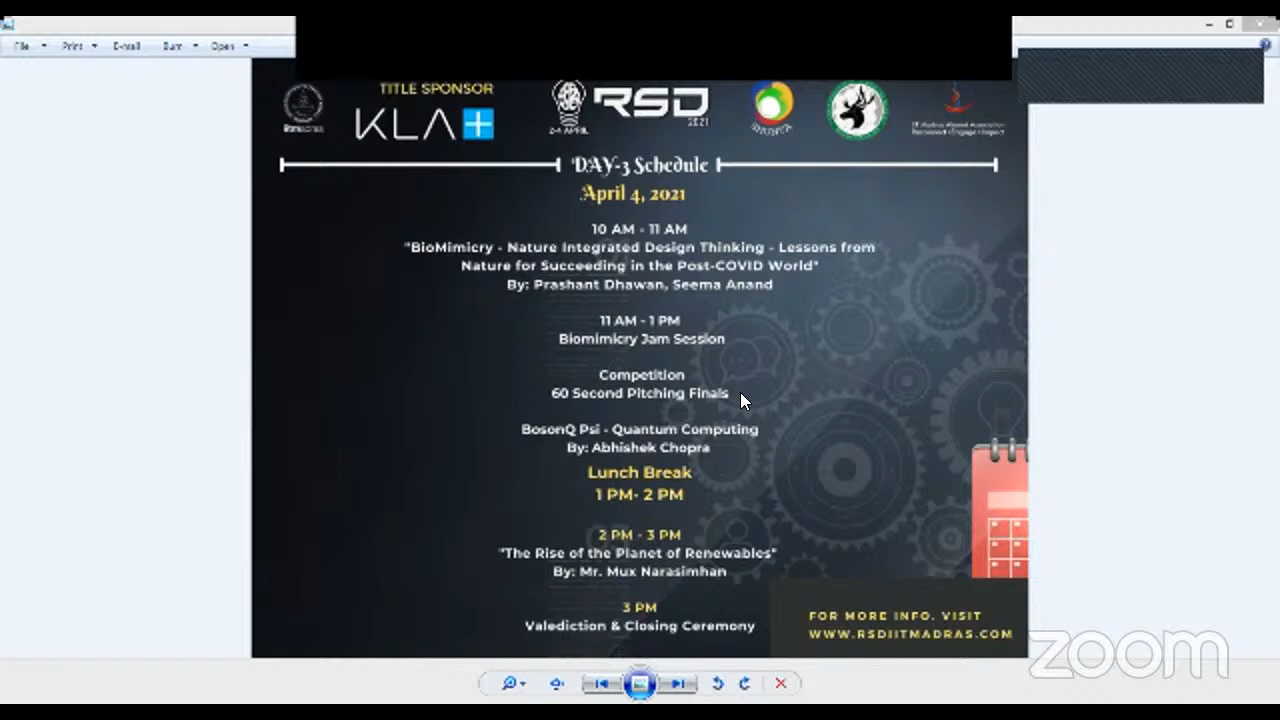 File
Print
E-mail
Burn
Open
TITLE SPONSOR
KLA
2-4 APRIL
RSD
2021
DAY-3 Schedule
April 4, 2021
10 AM - 11 AM
"BioMimicry - Nature Integrated Design Thinking - Lessons from
Nature for Succeeding in the Post-COVID World"
By: Prashant Dhawan, Seema Anand
11 AM - 1 PM
Biomimicry Jam Session
Competition
60 Second Pitching Finals
BosonQ Psi - Quantum Computing
By: Abhishek Chopra
Lunch Break
1 PM- 2 PM
2 PM - 3 PM
"The Rise of the Planet of Renewables"
By: Mr. Mux Narasimhan
3 PM
Valediction & Closing Ceremony
FOR MORE INFO. VISIT
WWW.RSDIITMADRAS.COM
zoom